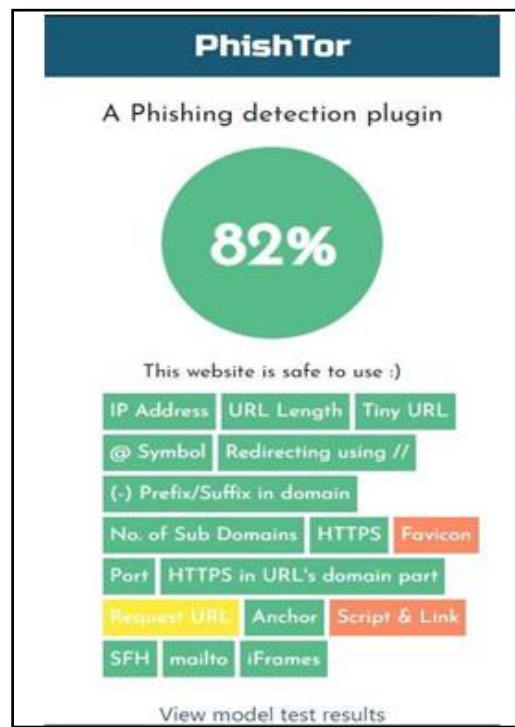 PhishTor
A Phishing detection plugin
82%
This website is safe to use :)
IP Address URL Length Tiny URL
@ Symbol Redirecting using //
(-) Prefix/Suffix in domain
No. of Sub Domains HTTPS Favicon
Port HTTPS in URL's domain part
Request URL Anchor Script & Link
SFH mailto iFrames
View model test results